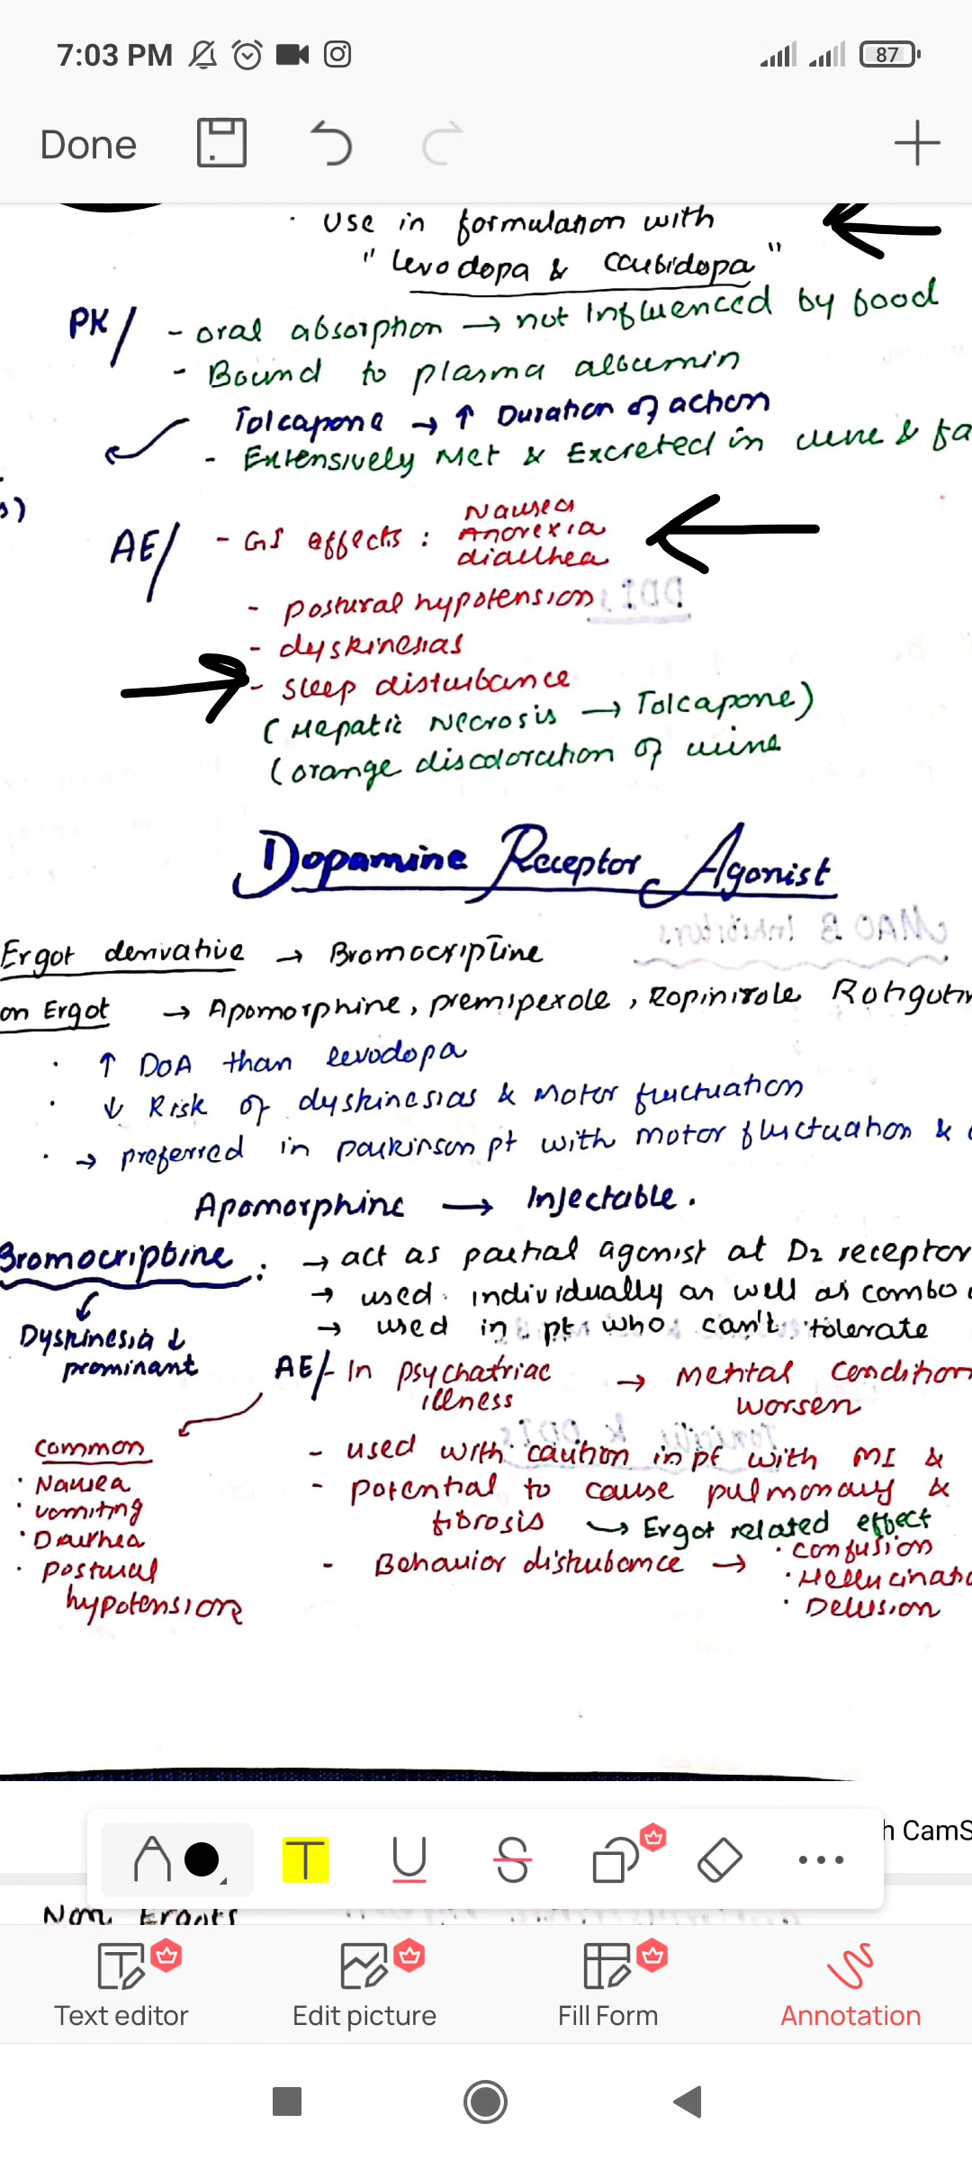 7:03 PM 87
Done
· Use in formulation with
" levodopa & Carbidopa "
PK/ - oral absorption → not Influenced by food
- Bound to plasma albumin
Tolcapone → ↑ Duration of action
- Extensively Met & Excreted in urine & fa
s)
AE/ - GI effects : Nausea
Anorexia
diarrhea
- postural hypotension
- dyskinesias
- Sleep disturbance
(Hepatic Necrosis → Tolcapone)
(orange discoloration of urine
Dopamine Receptor Agonist
Ergot derivative → Bromocriptine
on Ergot → Apomorphine, premipexole, Ropinirole Rotigotin
· ↑ DOA than levodopa
· ↓ Risk of dyskinesias & Motor fluctuation
· → preferred in parkinson pt with motor fluctuation &
Apomorphine → Injectable.
Bromocriptine : → act as partial agonist at D2 receptor
→ used individually as well as combo
→ used in pt who can't tolerate
Dyskinesia ↓
prominant
AE/- In psychatriac → Mental Condition
illness worsen
common
- used with caution in pt with MI &
· Nausea
- potential to cause pulmonary &
· vomiting
fibrosis ↪ Ergot related effect
· Diarrhea
- Behavior disturbance → · confusion
· Postural
hypotension
· Hellucinatio
· Delusion
h CamS
Non Ergots
Text editor Edit picture Fill Form Annotation